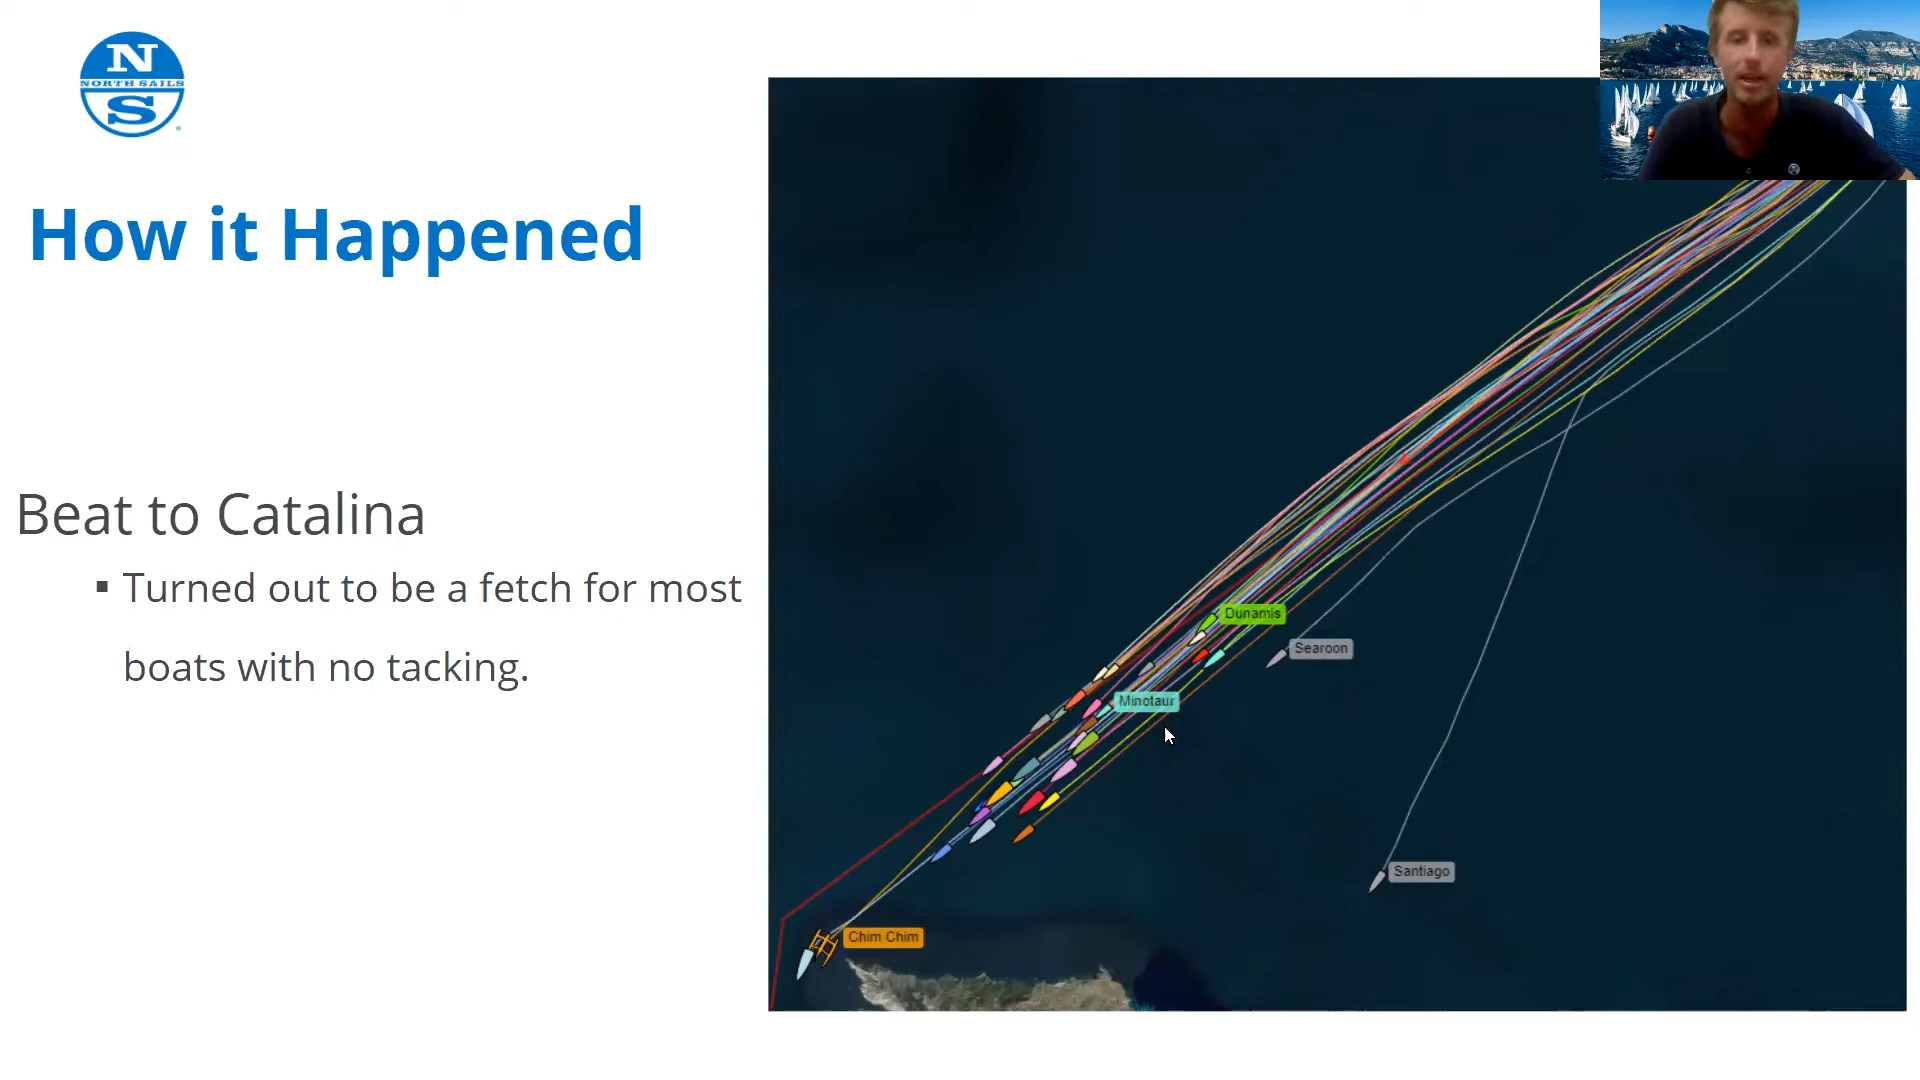 N
NORTH SAILS
S
How it Happened
Beat to Catalina
▪ Turned out to be a fetch for most
boats with no tacking.
Dunamis
Searoon
Minotaur
Santiago
Chim Chim